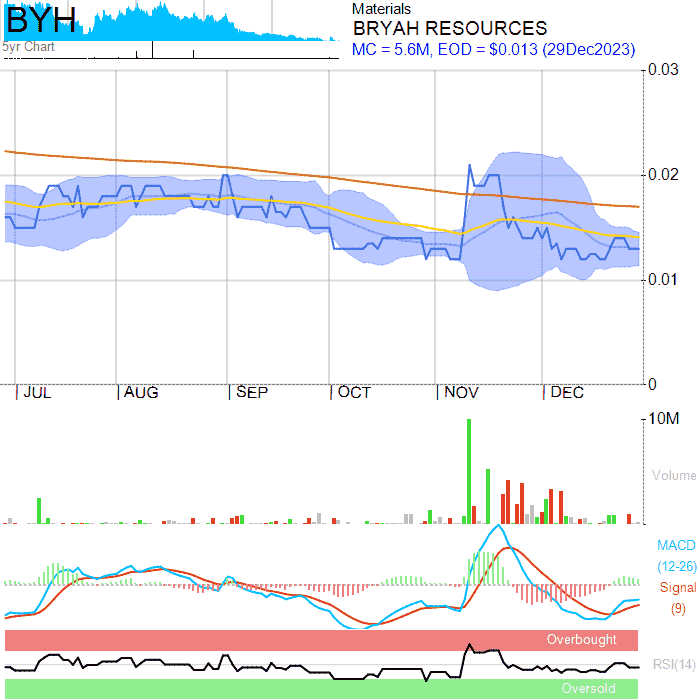 BYH
5yr Chart
Materials
BRYAH RESOURCES
MC = 5.6M, EOD = $0.013 (29Dec2023)
0.03
0.02
0.01
0
JUL AUG SEP OCT NOV DEC
10M
Volume
MACD
(12-26)
Signal
(9)
Overbought
RSI(14)
Oversold